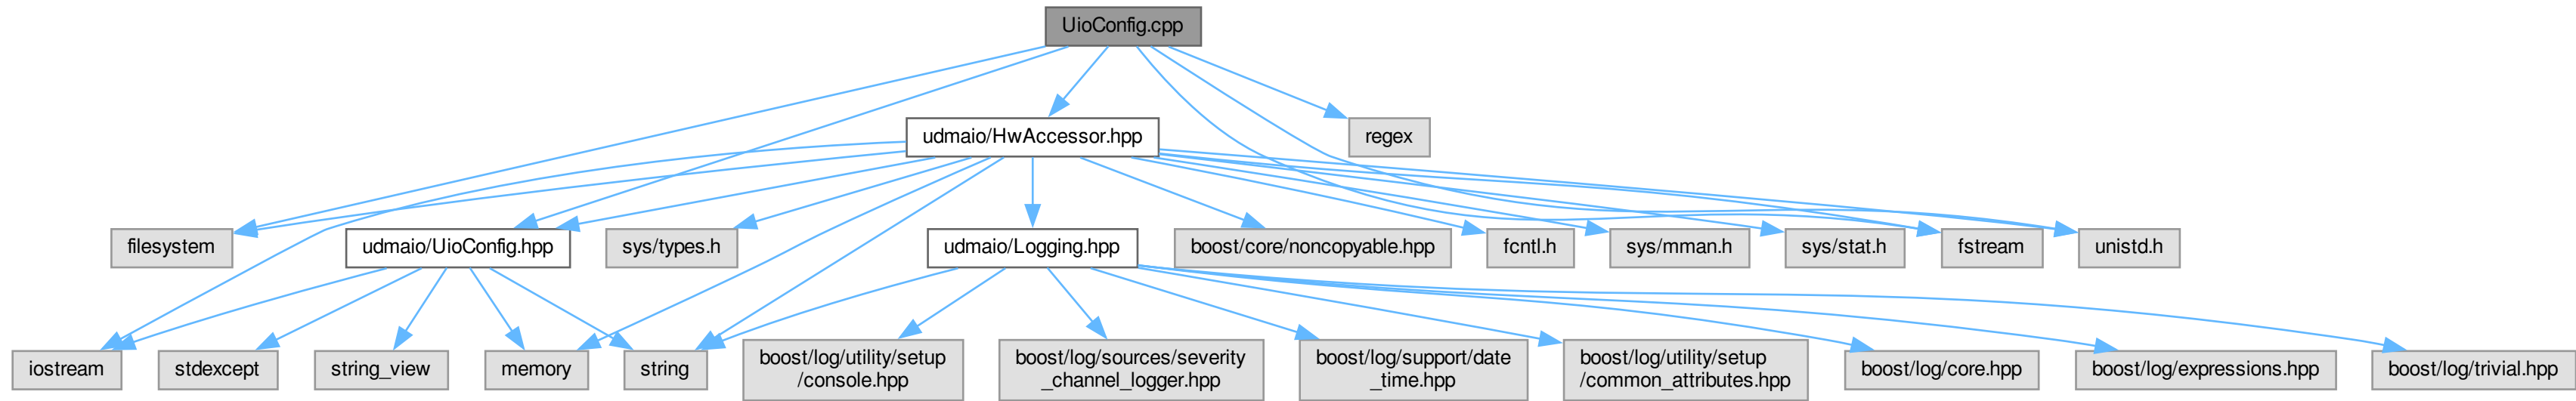 UioConfig.cpp
udmaio/HwAccessor.hpp
regex
filesystem
udmaio/UioConfig.hpp
sys/types.h
udmaio/Logging.hpp
boost/core/noncopyable.hpp
fcntl.h
sys/mman.h
sys/stat.h
fstream
unistd.h
iostream
stdexcept
string_view
memory
string
boost/log/utility/setup
/console.hpp
boost/log/sources/severity
_channel_logger.hpp
boost/log/support/date
_time.hpp
boost/log/utility/setup
/common_attributes.hpp
boost/log/core.hpp
boost/log/expressions.hpp
boost/log/trivial.hpp